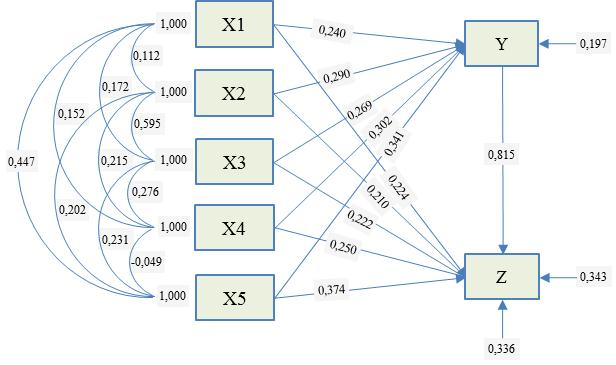 1,000 X1 0,240 Y 0,197
0,112
0,172 1,000 X2 0,290
0,152 0,595 0,269
0,302
0,341
0,447 0,215 1,000 X3 0,815
0,276 0,224
0,210
0,202 0,222
0,231 1,000 X4 0,250
-0,049 Z 0,343
1,000 X5 0,374
0,336